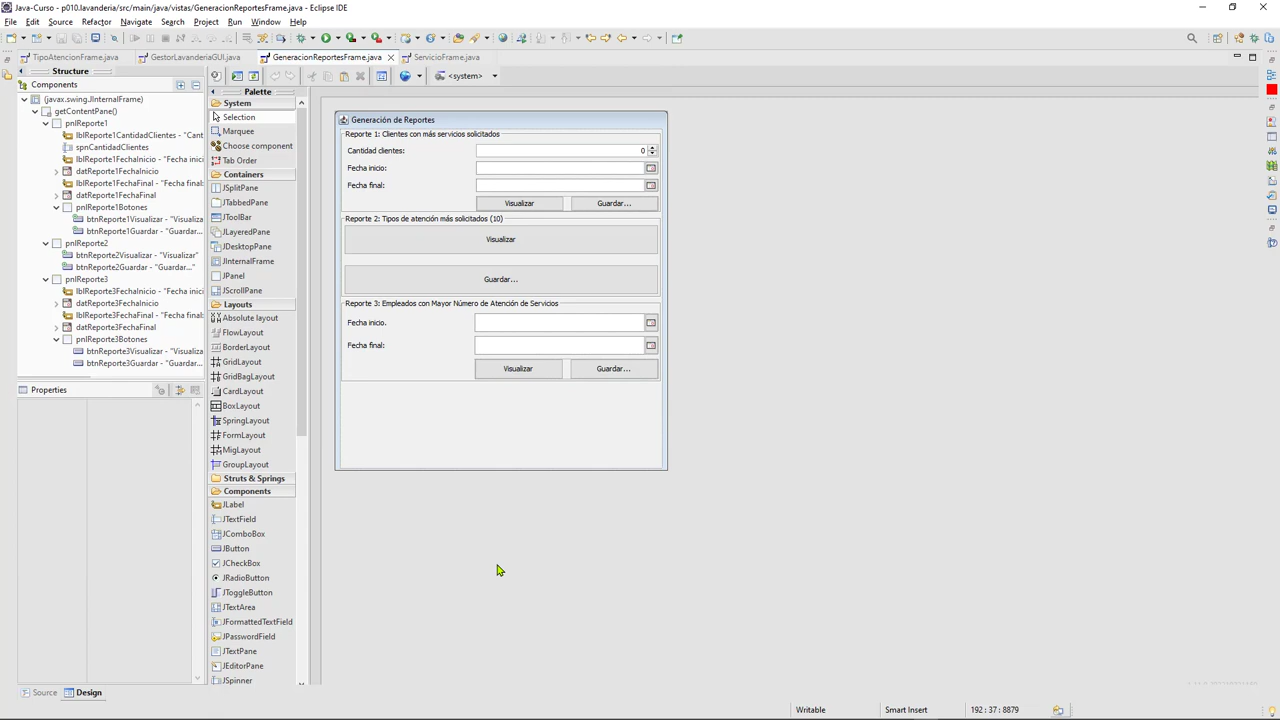 Java-Curso - p010.lavanderia/src/main/java/vistas/GeneracionReportesFrame.java - Eclipse IDE
File Edit Source Refactor Navigate Search Project Run Window Help
TipoAtencionFrame.java GestorLavanderiaGUI.java GeneracionReportesFrame.java ServicioFrame.java
Structure
Components
(javax.swing.JInternalFrame)
getContentPane()
pnlReporte1
lblReporte1CantidadClientes - "Cant
spnCantidadClientes
lblReporte1FechaInicio - "Fecha inici
datReporte1FechaInicio
lblReporte1FechaFinal - "Fecha final:
datReporte1FechaFinal
pnlReporte1Botones
btnReporte1Visualizar - "Visualiza
btnReporte1Guardar - "Guardar..
pnlReporte2
btnReporte2Visualizar - "Visualizar"
btnReporte2Guardar - "Guardar..."
pnlReporte3
lblReporte3FechaInicio - "Fecha inici
datReporte3FechaInicio
lblReporte3FechaFinal - "Fecha final:
datReporte3FechaFinal
pnlReporte3Botones
btnReporte3Visualizar - "Visualiza
btnReporte3Guardar - "Guardar..
Properties
Source Design
<system>
Palette
System
Selection
Marquee
Choose component
Tab Order
Containers
JSplitPane
JTabbedPane
JToolBar
JLayeredPane
JDesktopPane
JInternalFrame
JPanel
JScrollPane
Layouts
Absolute layout
FlowLayout
BorderLayout
GridLayout
GridBagLayout
CardLayout
BoxLayout
SpringLayout
FormLayout
MigLayout
GroupLayout
Struts & Springs
Components
JLabel
JTextField
JComboBox
JButton
JCheckBox
JRadioButton
JToggleButton
JTextArea
JFormattedTextField
JPasswordField
JTextPane
JEditorPane
JSpinner
Generación de Reportes
Reporte 1: Clientes con más servicios solicitados
Cantidad clientes: 0
Fecha inicio:
Fecha final:
Visualizar Guardar...
Reporte 2: Tipos de atención más solicitados (10)
Visualizar
Guardar...
Reporte 3: Empleados con Mayor Número de Atención de Servicios
Fecha inicio.
Fecha final:
Visualizar Guardar...
Writable Smart Insert 192 : 37 : 8879